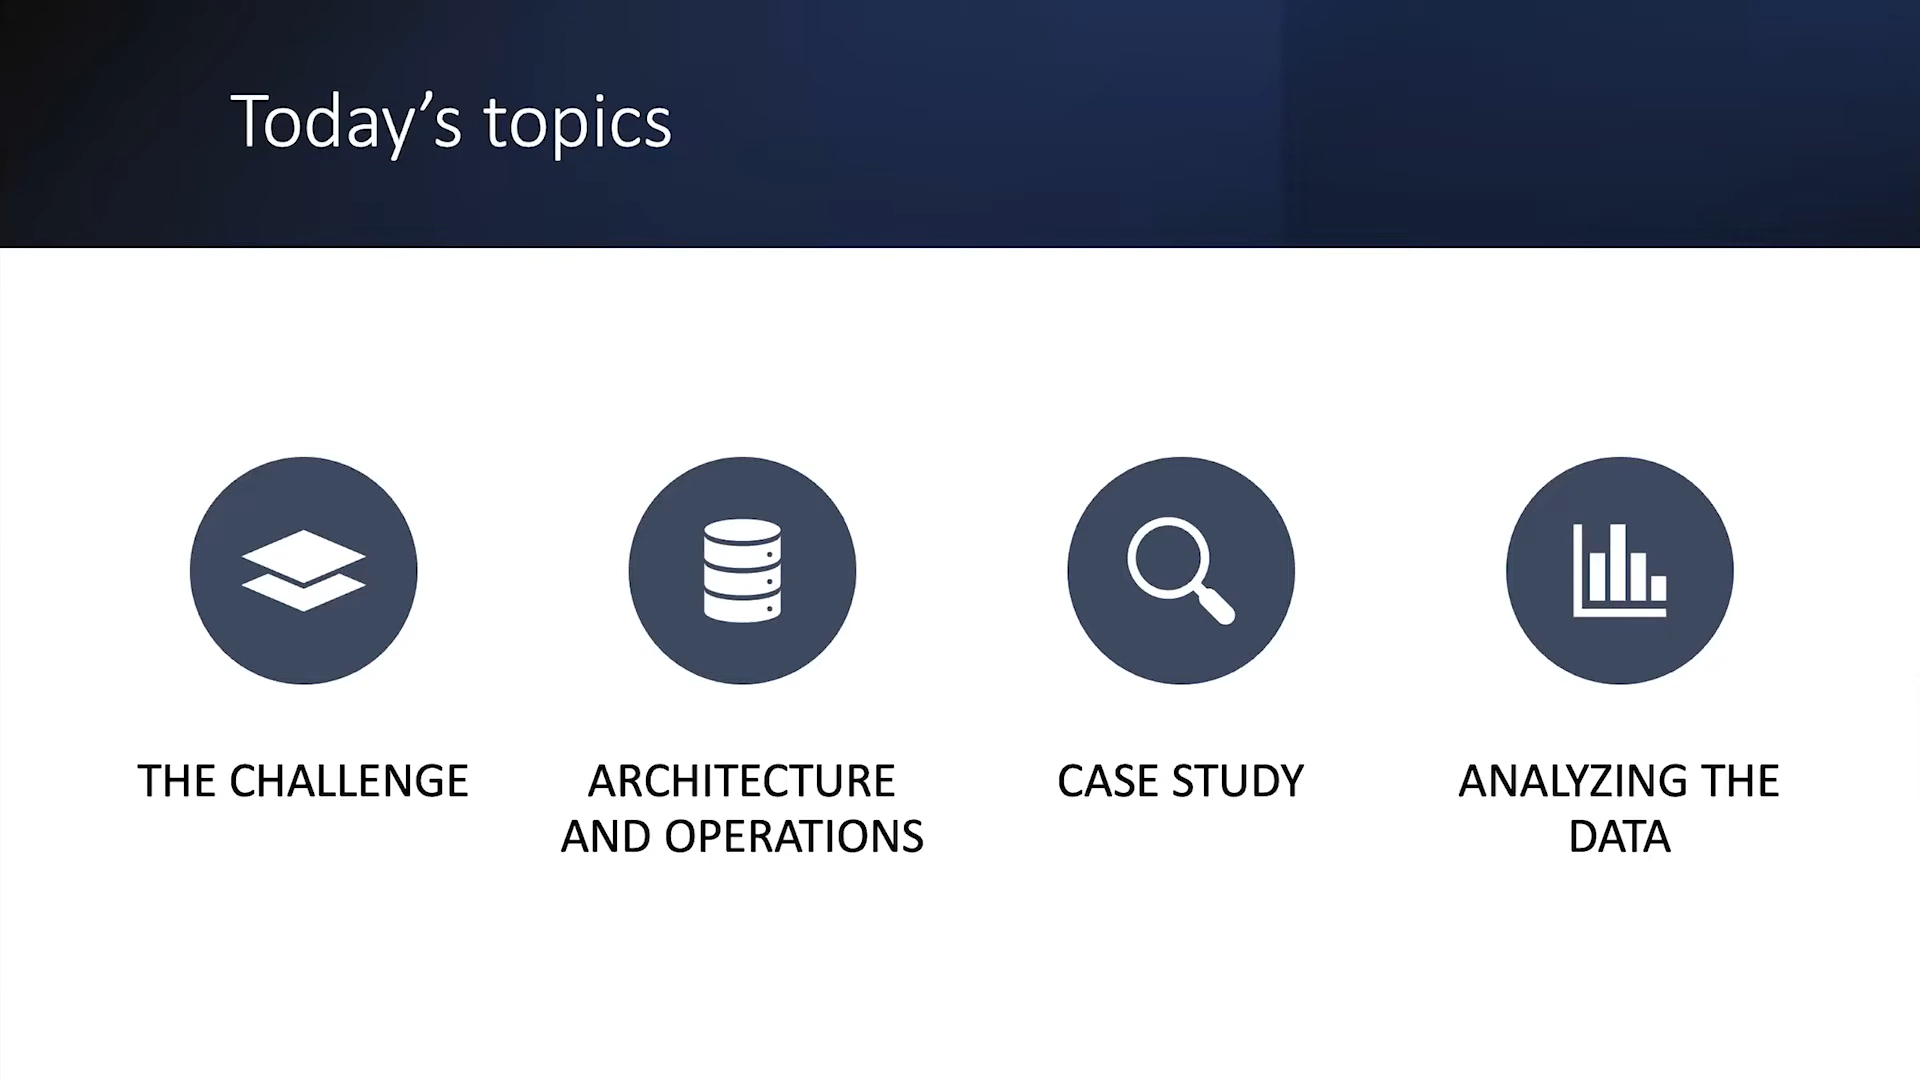 Today’s topics
THE CHALLENGE
ARCHITECTURE
AND OPERATIONS
CASE STUDY
ANALYZING THE
DATA